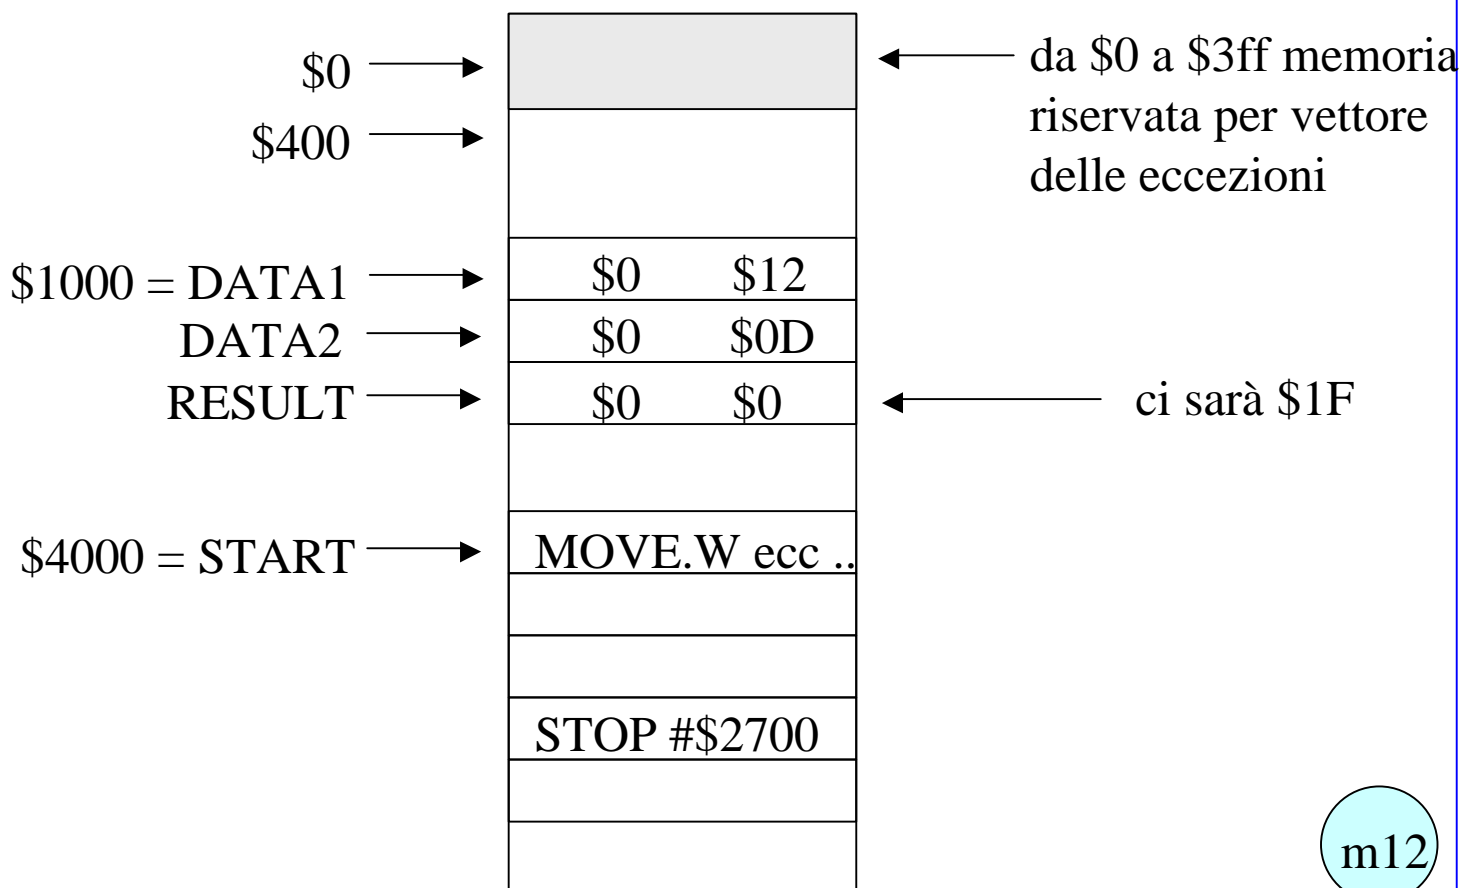 $0
da $0 a $3ff memoria
$400
riservata per vettore
delle eccezioni
$1000 = DATA1
$0 $12
DATA2
$0 $0D
RESULT
$0 $0
ci sarà $1F
$4000 = START
MOVE.W ecc ..
STOP #$2700
m12